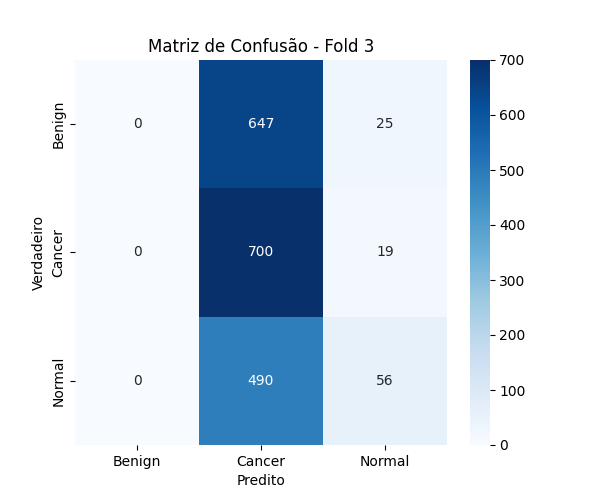 Matriz de Confusão - Fold 3
Verdadeiro
Benign
0 647 25
Cancer
0 700 19
Normal
0 490 56
Benign Cancer Normal
Predito
700
600
500
400
300
200
100
0